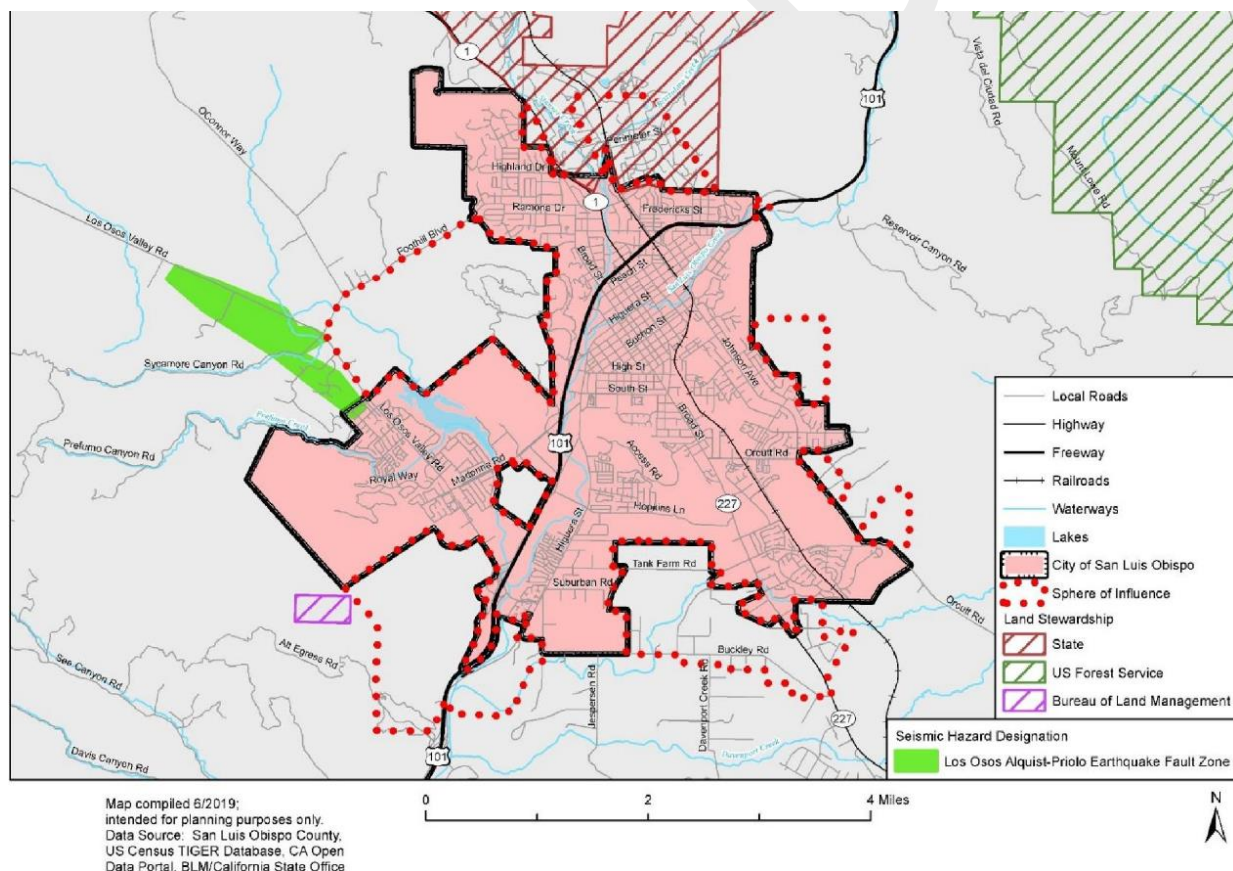 1
101
Vista del Ciudad Rd
Mount Lowe Rd
OConnor Way
Perimeter St
Highland Dr
Ramona Dr
1
Fredericks St
Los Osos Valley Rd
Foothill Blvd
Reservoir Canyon Rd
Broad St
Peach St
Higuera St
Buchon St
Sycamore Canyon Rd
High St
South St
Johnson Ave
Prefumo Creek
Prefumo Canyon Rd
Los Osos Valley Rd
Madonna Rd
Royal Way
101
Access Rd
Broad St
Orcutt Rd
227
Hopkins Ln
Higuera St
Suburban Rd
Tank Farm Rd
Orcutt Rd
Buckley Rd
Alt Egress Rd
See Canyon Rd
Jespersen Rd
Davenport Creek Rd
Davenport Creek
227
Davis Canyon Rd
101
Local Roads
Highway
Freeway
Railroads
Waterways
Lakes
City of San Luis Obispo
Sphere of Influence
Land Stewardship
State
US Forest Service
Bureau of Land Management
Seismic Hazard Designation
Los Osos Alquist-Priolo Earthquake Fault Zone
Map compiled 6/2019;
intended for planning purposes only.
Data Source: San Luis Obispo County,
US Census TIGER Database, CA Open
Data Portal, BLM/California State Office
0 2 4 Miles
N